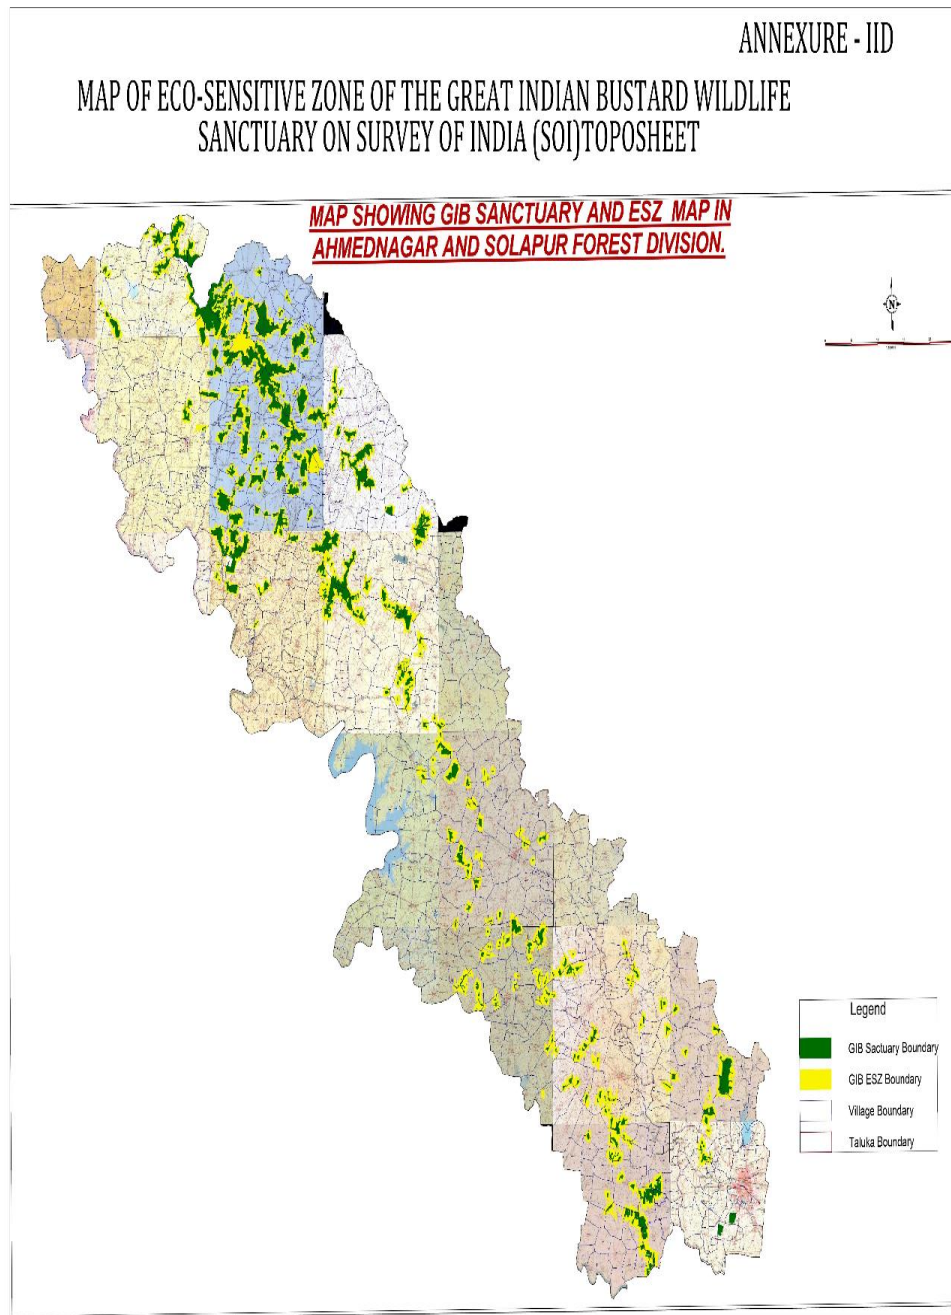 ANNEXURE - IID
MAP OF ECO-SENSITIVE ZONE OF THE GREAT INDIAN BUSTARD WILDLIFE
SANCTUARY ON SURVEY OF INDIA (SOI)TOPOSHEET
MAP SHOWING GIB SANCTUARY AND ESZ MAP IN
AHMEDNAGAR AND SOLAPUR FOREST DIVISION.
N
Legend
GIB Sactuary Boundary
GIB ESZ Boundary
Village Boundary
Taluka Boundary